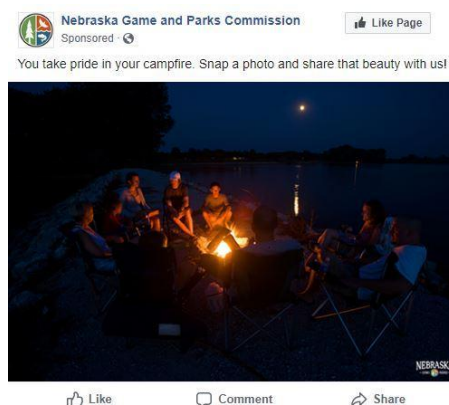 Nebraska Game and Parks Commission
Like Page
Sponsored ·
You take pride in your campfire. Snap a photo and share that beauty with us!
NEBRASKA
Like Comment Share